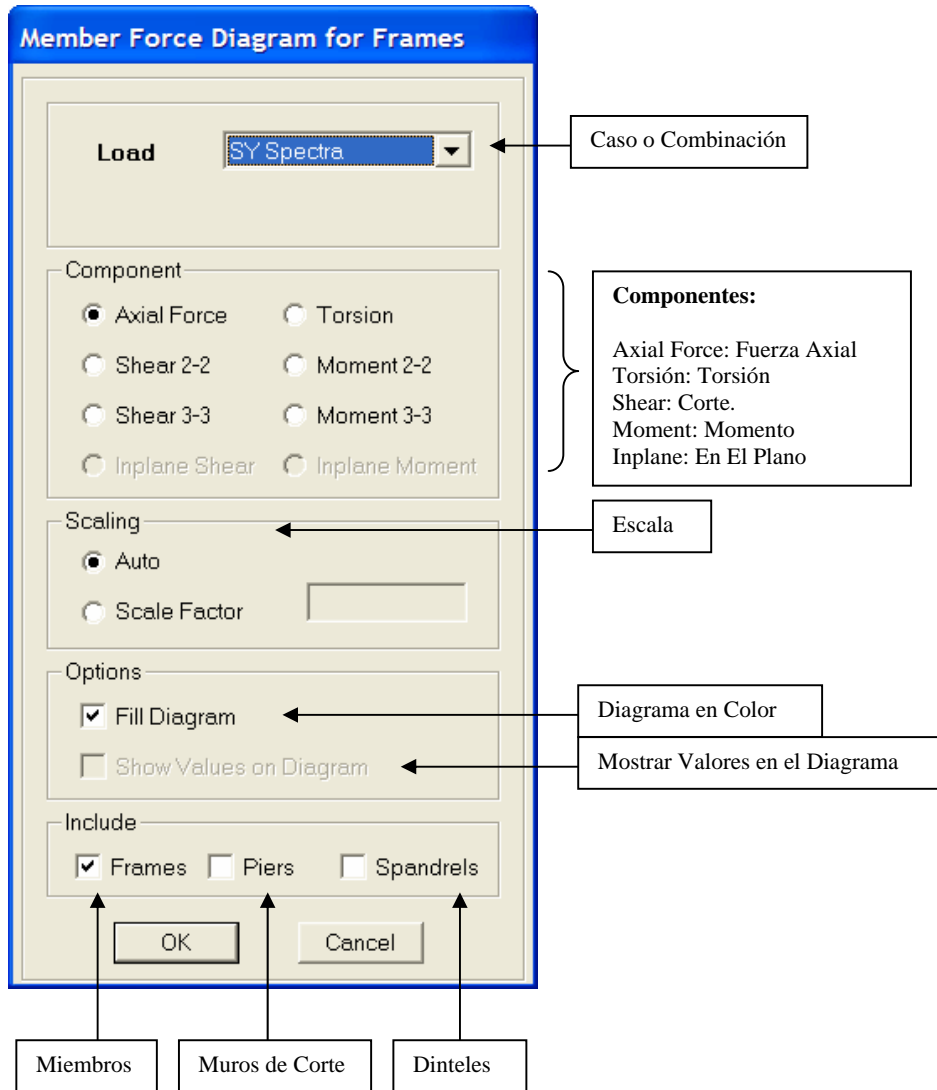 Member Force Diagram for Frames
Load SY Spectra
Caso o Combinación
Component
Axial Force Torsion
Shear 2-2 Moment 2-2
Shear 3-3 Moment 3-3
Inplane Shear Inplane Moment
Componentes:
Axial Force: Fuerza Axial
Torsión: Torsión
Shear: Corte.
Moment: Momento
Inplane: En El Plano
Scaling
Escala
Auto
Scale Factor
Options
Fill Diagram
Diagrama en Color
Show Values on Diagram
Mostrar Valores en el Diagrama
Include
Frames Piers Spandrels
OK Cancel
Miembros Muros de Corte Dinteles